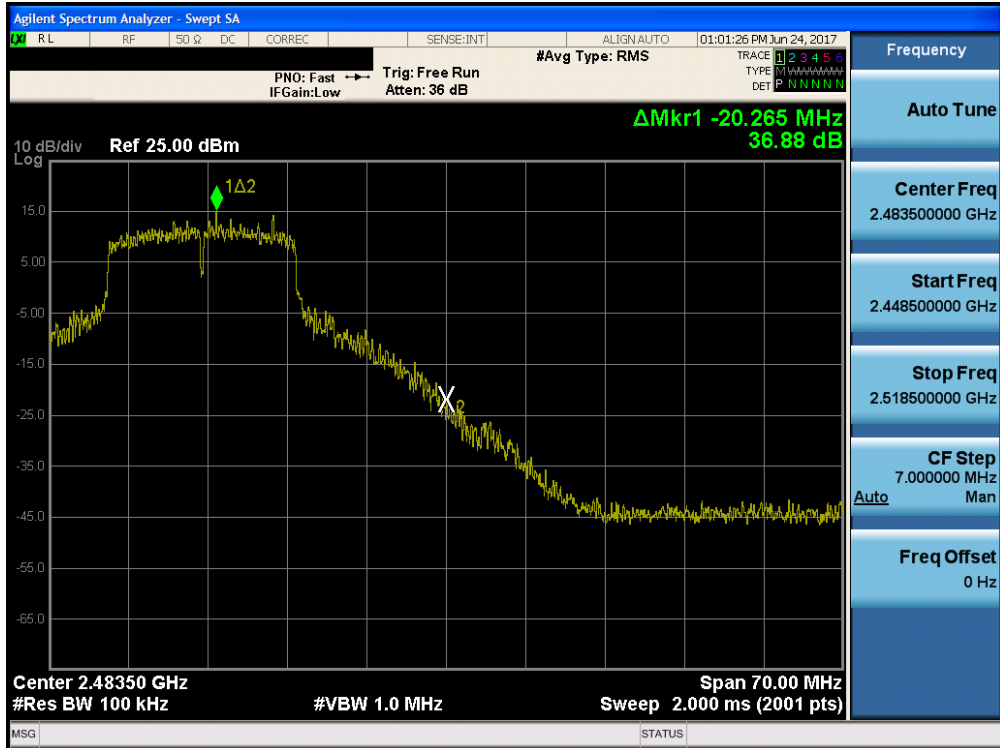 Agilent Spectrum Analyzer - Swept SA
LXI RL RF 50 Ω DC CORREC SENSE:INT ALIGN AUTO 01:01:26 PM Jun 24, 2017
PNO: Fast
IFGain:Low
Trig: Free Run
Atten: 36 dB
#Avg Type: RMS
TRACE 1 2 3 4 5 6
TYPE M WWWWW
DET P N N N N N
ΔMkr1 -20.265 MHz
36.88 dB
10 dB/div Ref 25.00 dBm
Log
1Δ2
15.0
5.00
-5.00
-15.0
2
-25.0
-35.0
-45.0
-55.0
-65.0
Center 2.48350 GHz Span 70.00 MHz
#Res BW 100 kHz #VBW 1.0 MHz Sweep 2.000 ms (2001 pts)
MSG STATUS
Frequency
Auto Tune
Center Freq
2.483500000 GHz
Start Freq
2.448500000 GHz
Stop Freq
2.518500000 GHz
CF Step
7.000000 MHz
Auto Man
Freq Offset
0 Hz